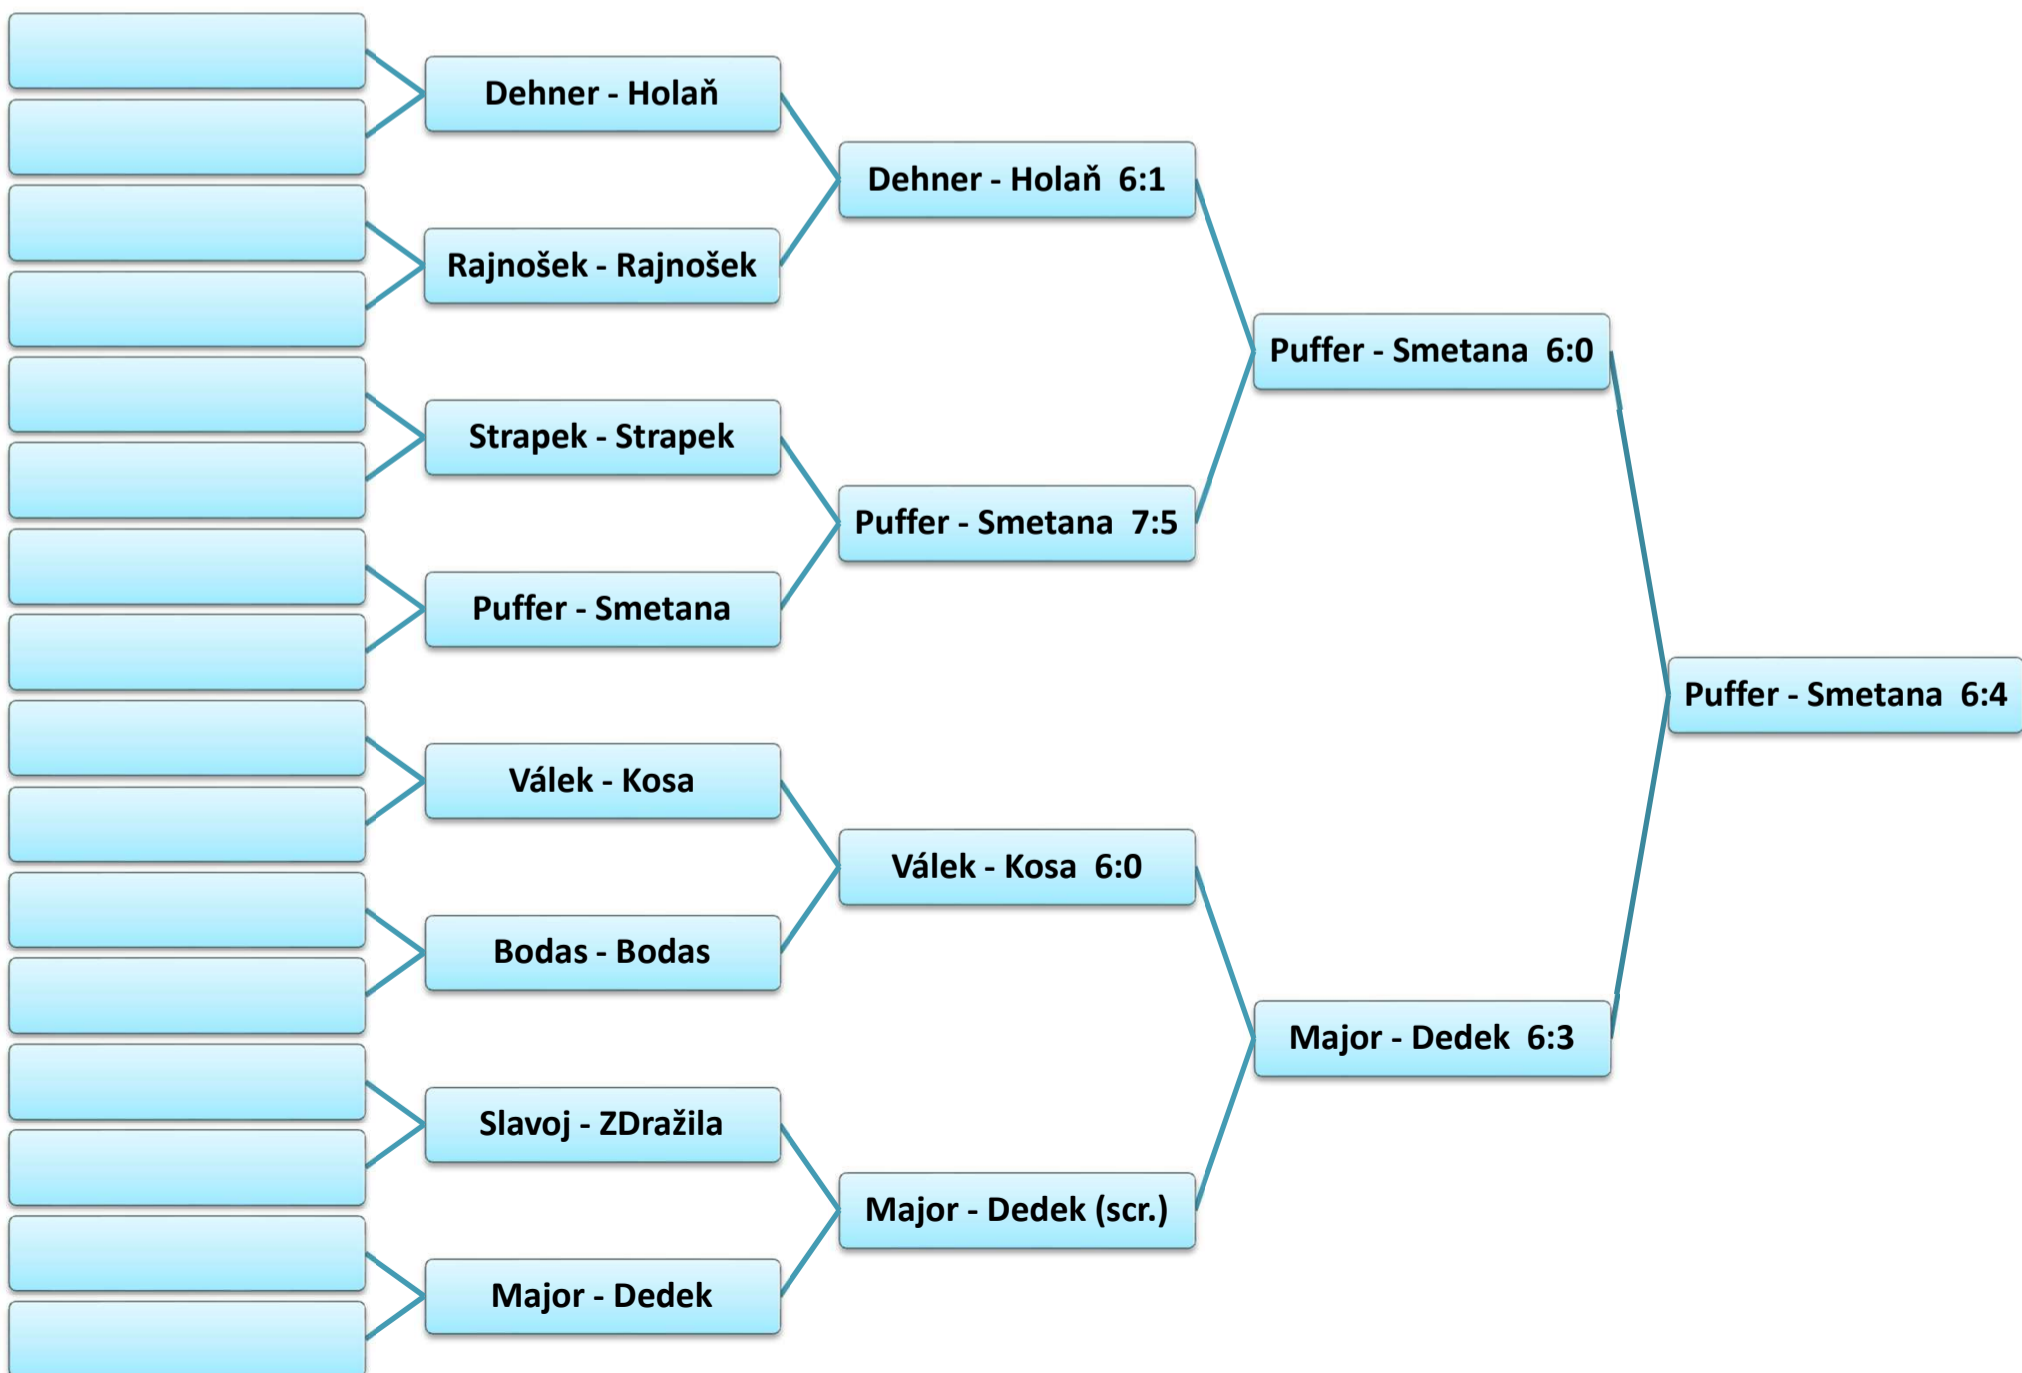 Dehner - Holaň
Rajnošek - Rajnošek
Strapek - Strapek
Puffer - Smetana
Válek - Kosa
Bodas - Bodas
Slavoj - ZDražila
Major - Dedek
Dehner - Holaň 6:1
Puffer - Smetana 7:5
Válek - Kosa 6:0
Major - Dedek (scr.)
Puffer - Smetana 6:0
Major - Dedek 6:3
Puffer - Smetana 6:4